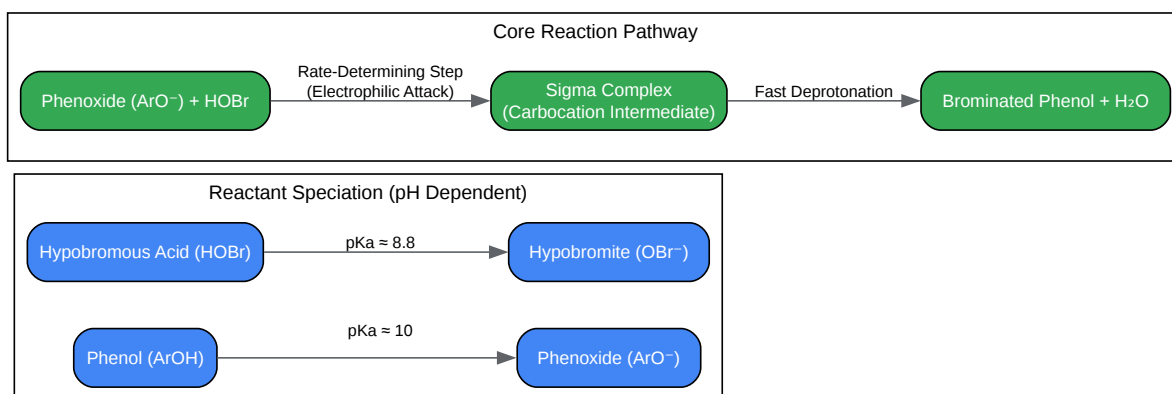 Core Reaction Pathway
Phenoxide (ArO⁻) + HOBr
Rate-Determining Step
(Electrophilic Attack)
Sigma Complex
(Carbocation Intermediate)
Fast Deprotonation
Brominated Phenol + H₂O
Reactant Speciation (pH Dependent)
Hypobromous Acid (HOBr)
pKa ≈ 8.8
Hypobromite (OBr⁻)
Phenol (ArOH)
pKa ≈ 10
Phenoxide (ArO⁻)